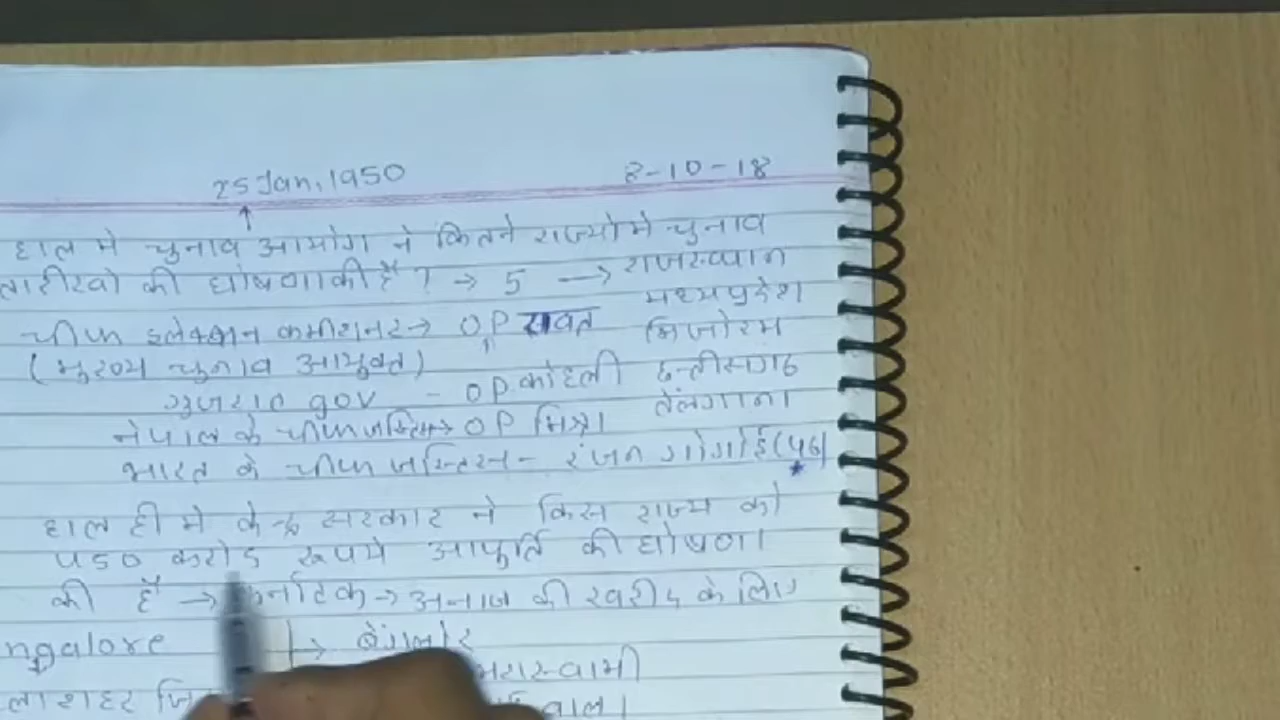 25 Jan, 1950 8-10-18
हाल मे चुनाव आयोग ने कितने राज्यो मे चुनाव
तारीखो की घोषणा की हैं ? → 5 → राजस्थान
मध्यप्रदेश
चीफ इलेक्शन कमीशनर → OP रावत मिजोरम
(मुख्य चुनाव आयुक्त) छत्तीसगढ
गुजरात gov - OP कोहली तेलंगाना
नेपाल के चीफ जस्टिस → OP मिश्रा
भारत के चीफ जस्टिस - रंजन गोगोई (46)
हाल ही मे केन्द्र सरकार ने किस राज्य को
450 करोड रूपये आपूर्ति की घोषणा
की हैं → कर्नाटक → अनाज की खरीद के लिए
ngalore → बेंगलोर